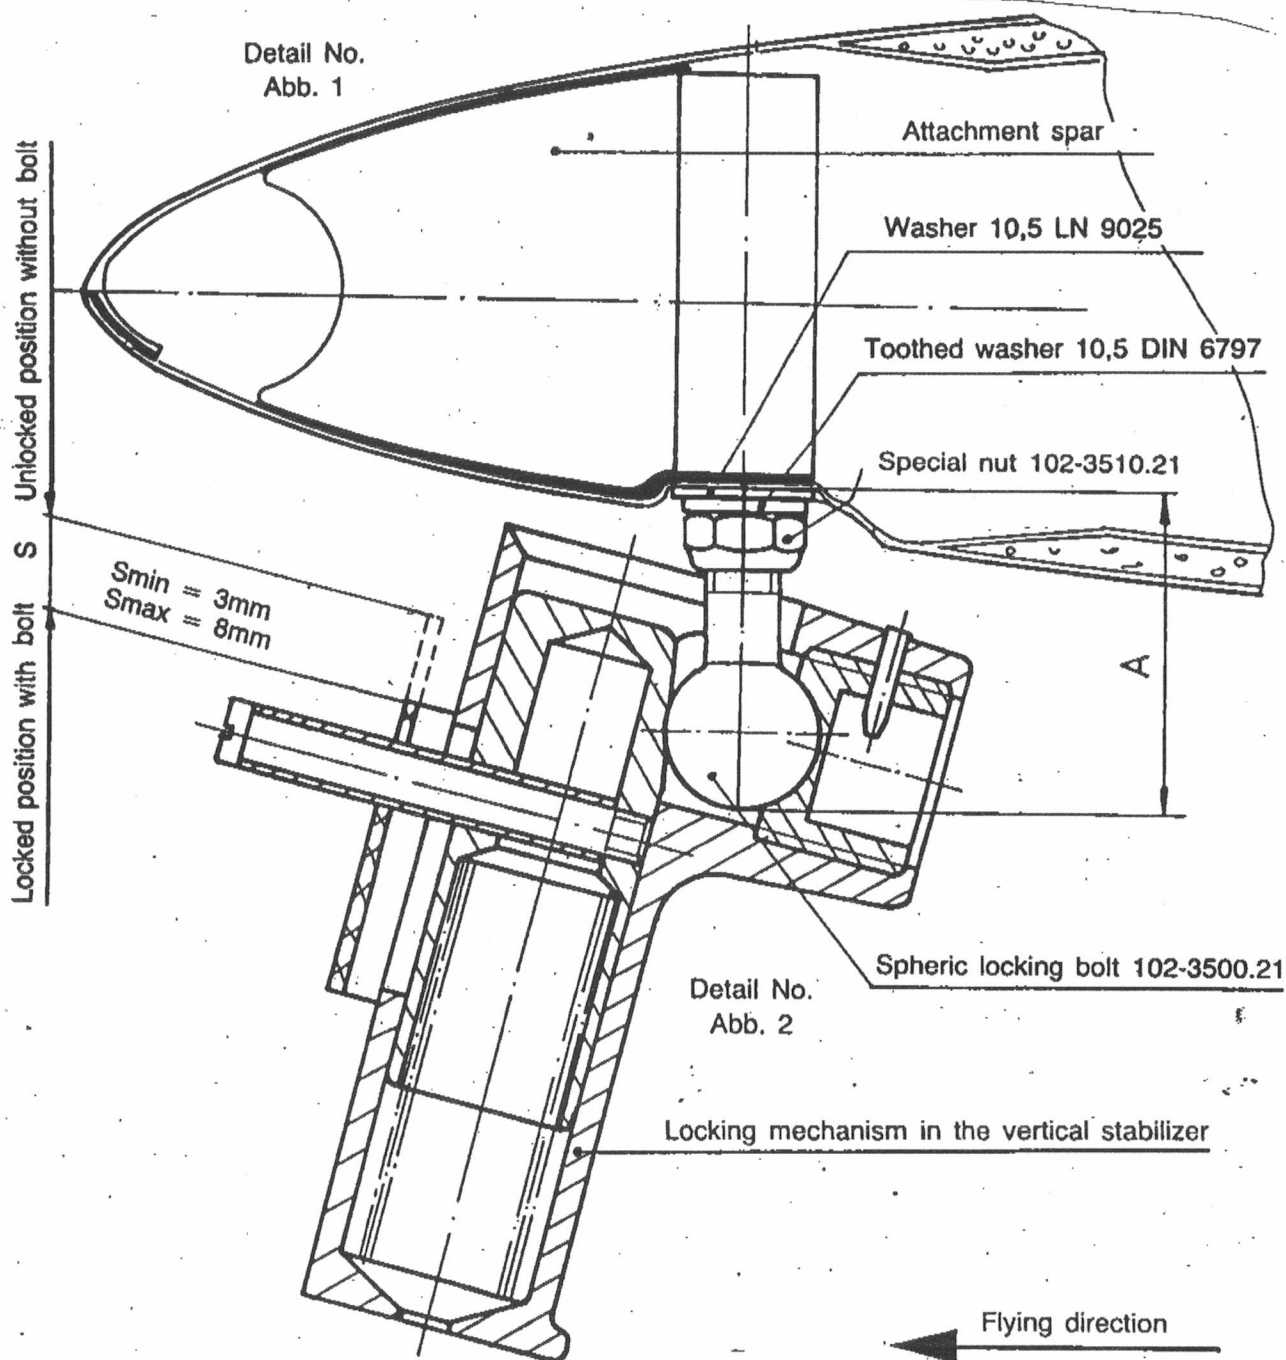 Detail No.
Abb. 1
Attachment spar
Washer 10,5 LN 9025
Toothed washer 10,5 DIN 6797
Special nut 102-3510.21
Unlocked position without bolt
S
Locked position with bolt
Smin = 3mm
Smax = 8mm
A
Spheric locking bolt 102-3500.21
Detail No.
Abb. 2
Locking mechanism in the vertical stabilizer
Flying direction